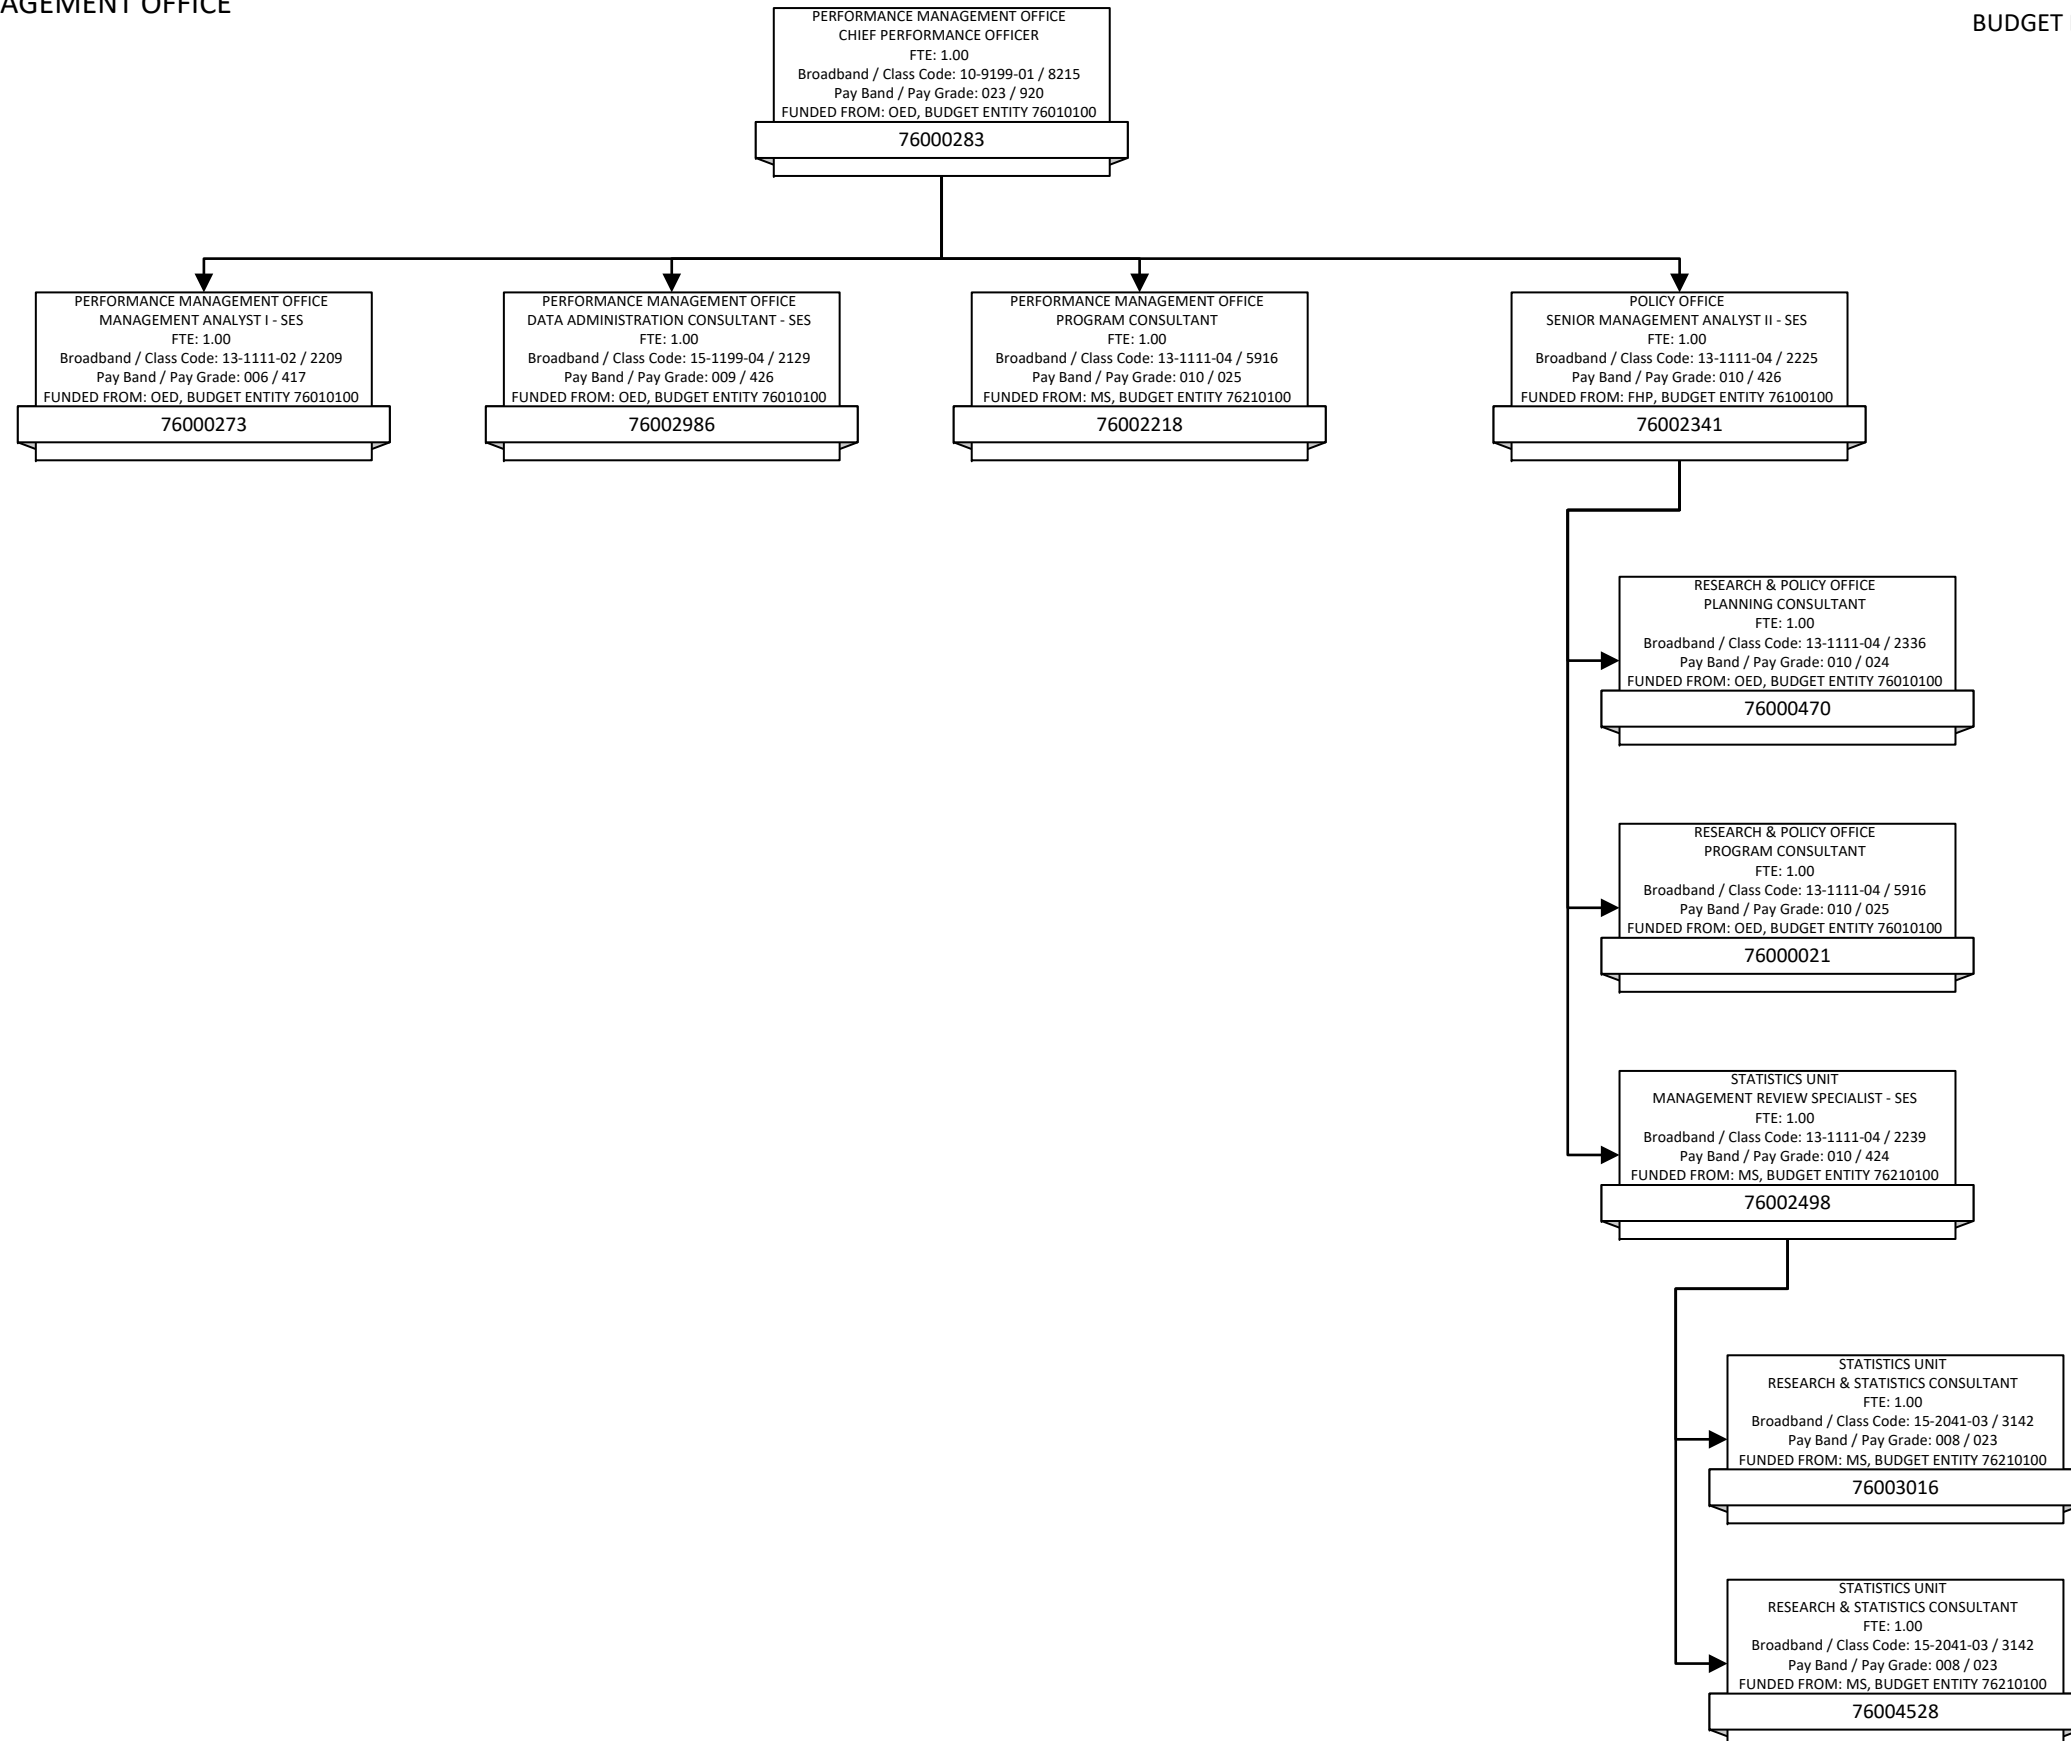 AGEMENT OFFICE
BUDGET
PERFORMANCE MANAGEMENT OFFICE
CHIEF PERFORMANCE OFFICER
FTE: 1.00
Broadband / Class Code: 10-9199-01 / 8215
Pay Band / Pay Grade: 023 / 920
FUNDED FROM: OED, BUDGET ENTITY 76010100
76000283
PERFORMANCE MANAGEMENT OFFICE
MANAGEMENT ANALYST I - SES
FTE: 1.00
Broadband / Class Code: 13-1111-02 / 2209
Pay Band / Pay Grade: 006 / 417
FUNDED FROM: OED, BUDGET ENTITY 76010100
76000273
PERFORMANCE MANAGEMENT OFFICE
DATA ADMINISTRATION CONSULTANT - SES
FTE: 1.00
Broadband / Class Code: 15-1199-04 / 2129
Pay Band / Pay Grade: 009 / 426
FUNDED FROM: OED, BUDGET ENTITY 76010100
76002986
PERFORMANCE MANAGEMENT OFFICE
PROGRAM CONSULTANT
FTE: 1.00
Broadband / Class Code: 13-1111-04 / 5916
Pay Band / Pay Grade: 010 / 025
FUNDED FROM: MS, BUDGET ENTITY 76210100
76002218
POLICY OFFICE
SENIOR MANAGEMENT ANALYST II - SES
FTE: 1.00
Broadband / Class Code: 13-1111-04 / 2225
Pay Band / Pay Grade: 010 / 426
FUNDED FROM: FHP, BUDGET ENTITY 76100100
76002341
RESEARCH & POLICY OFFICE
PLANNING CONSULTANT
FTE: 1.00
Broadband / Class Code: 13-1111-04 / 2336
Pay Band / Pay Grade: 010 / 024
FUNDED FROM: OED, BUDGET ENTITY 76010100
76000470
RESEARCH & POLICY OFFICE
PROGRAM CONSULTANT
FTE: 1.00
Broadband / Class Code: 13-1111-04 / 5916
Pay Band / Pay Grade: 010 / 025
FUNDED FROM: OED, BUDGET ENTITY 76010100
76000021
STATISTICS UNIT
MANAGEMENT REVIEW SPECIALIST - SES
FTE: 1.00
Broadband / Class Code: 13-1111-04 / 2239
Pay Band / Pay Grade: 010 / 424
FUNDED FROM: MS, BUDGET ENTITY 76210100
76002498
STATISTICS UNIT
RESEARCH & STATISTICS CONSULTANT
FTE: 1.00
Broadband / Class Code: 15-2041-03 / 3142
Pay Band / Pay Grade: 008 / 023
FUNDED FROM: MS, BUDGET ENTITY 76210100
76003016
STATISTICS UNIT
RESEARCH & STATISTICS CONSULTANT
FTE: 1.00
Broadband / Class Code: 15-2041-03 / 3142
Pay Band / Pay Grade: 008 / 023
FUNDED FROM: MS, BUDGET ENTITY 76210100
76004528